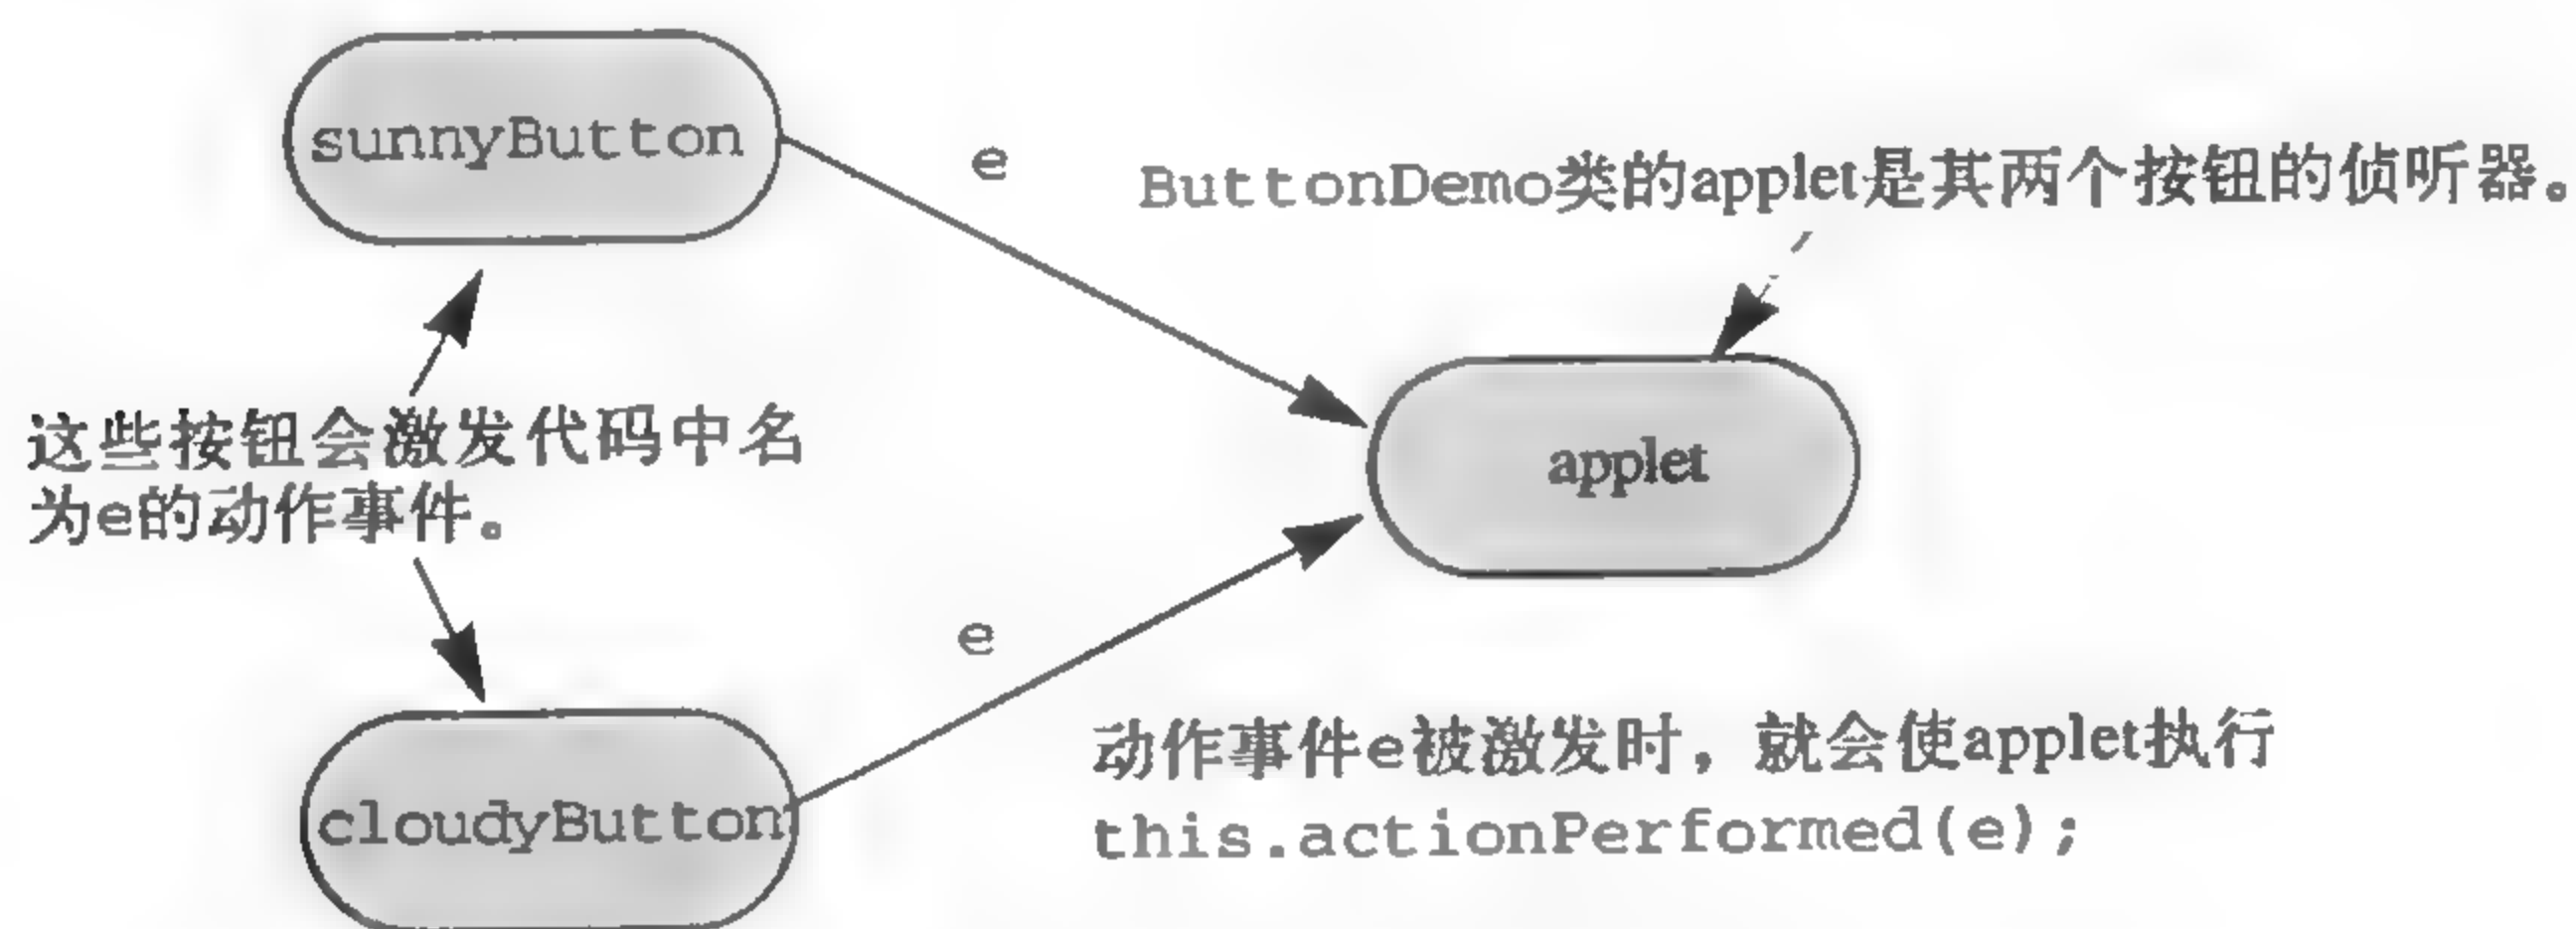 sunnyButton
e
ButtonDemo类的applet是其两个按钮的侦听器。
这些按钮会激发代码中名
为e的动作事件。
applet
e
动作事件e被激发时，就会使applet执行
this.actionPerformed(e);
cloudyButton